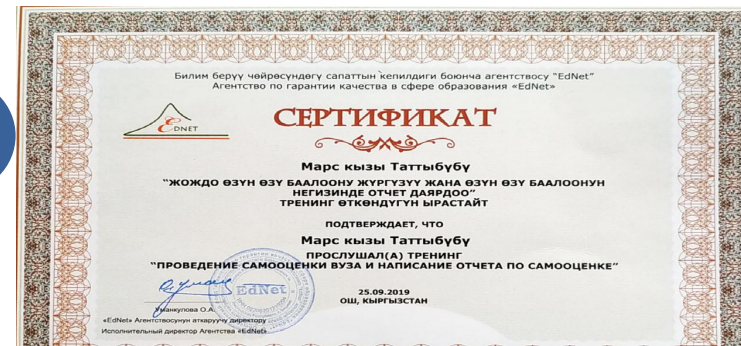 Билим берүү чөйрөсүндөгү сапаттын кепилдиги боюнча агентствосу "EdNet"
Агентство по гарантии качества в сфере образования «EdNet»
EDNET
СЕРТИФИКАТ
Марс кызы Таттыбүбү
"ЖОЖДО ӨЗҮН ӨЗҮ БААЛООНУ ЖҮРГҮЗҮҮ ЖАНА ӨЗҮН ӨЗҮ БААЛООНУН
НЕГИЗИНДЕ ОТЧЕТ ДАЯРДОО"
ТРЕНИНГ ӨТКӨНДҮГҮН ЫРАСТАЙТ
ПОДТВЕРЖДАЕТ, ЧТО
Марс кызы Таттыбүбү
ПРОСЛУШАЛ(А) ТРЕНИНГ
"ПРОВЕДЕНИЕ САМООЦЕНКИ ВУЗА И НАПИСАНИЕ ОТЧЕТА ПО САМООЦЕНКЕ"
EdNet
25.09.2019
ОШ, КЫРГЫЗСТАН
Уманкулова О.А.
«EdNet» Агентствосунун аткаруучу директору
Исполнительный директор Агентства «EdNet»